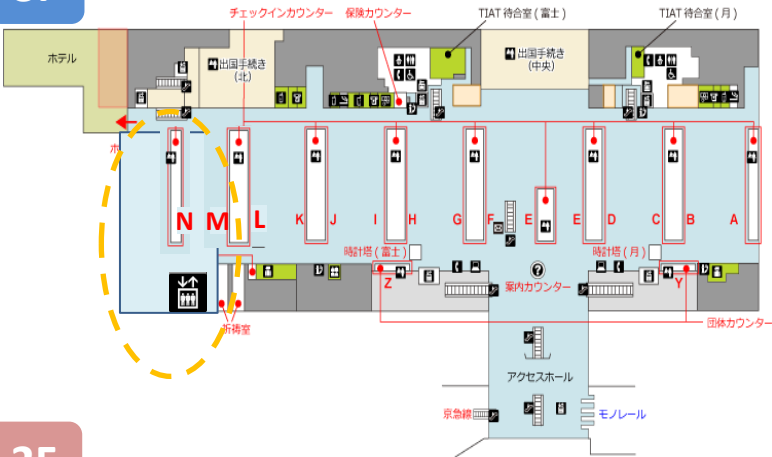 チェックインカウンター 保険カウンター TIAT 待合室 ( 富士 ) TIAT 待合室 ( 月 )
ホテル
出国手続き
(北)
出国手続き
(中央)
N M L K J I H G F E E D C B A
時計塔 ( 富士 ) 時計塔 ( 月 )
Z ? 案内カウンター Y
祈祷室 団体カウンター
アクセスホール
京急線 モノレール